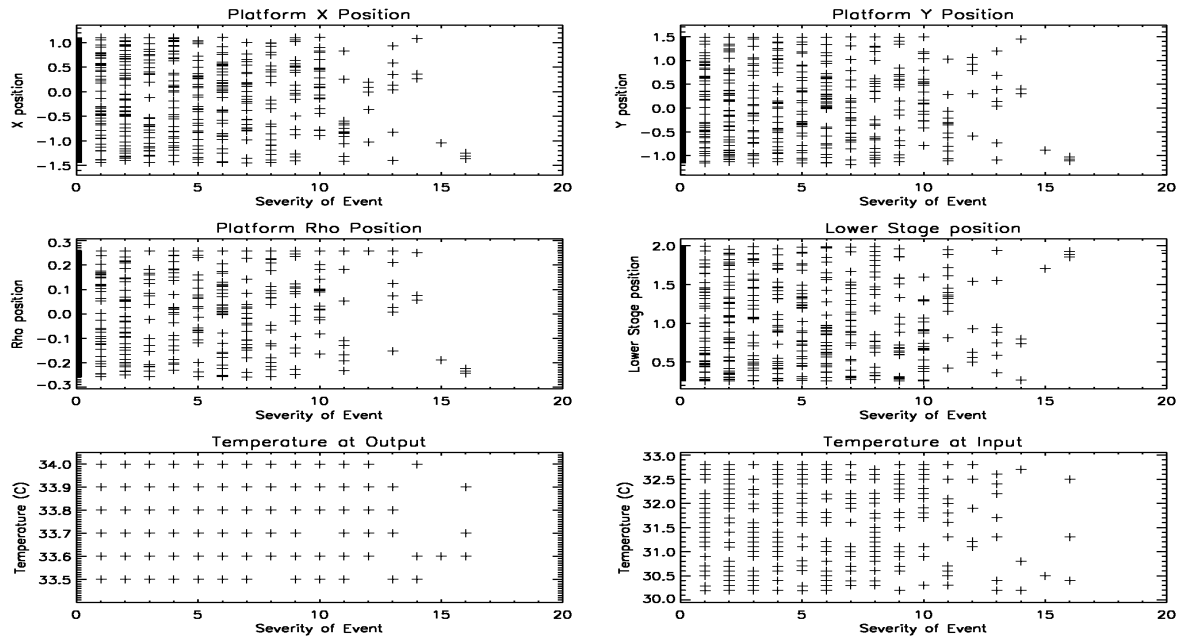 Platform X Position
X position
1.0
0.5
0.0
−0.5
−1.0
−1.5
0 5 10 15 20
Severity of Event
Platform Y Position
Y position
1.5
1.0
0.5
0.0
−0.5
−1.0
0 5 10 15 20
Severity of Event
Platform Rho Position
Rho position
0.3
0.2
0.1
0.0
−0.1
−0.2
−0.3
0 5 10 15 20
Severity of Event
Lower Stage position
Lower Stage position
2.0
1.5
1.0
0.5
0 5 10 15 20
Severity of Event
Temperature at Output
Temperature (C)
34.0
33.9
33.8
33.7
33.6
33.5
0 5 10 15 20
Severity of Event
Temperature at Input
Temperature (C)
33.0
32.5
32.0
31.5
31.0
30.5
30.0
0 5 10 15 20
Severity of Event